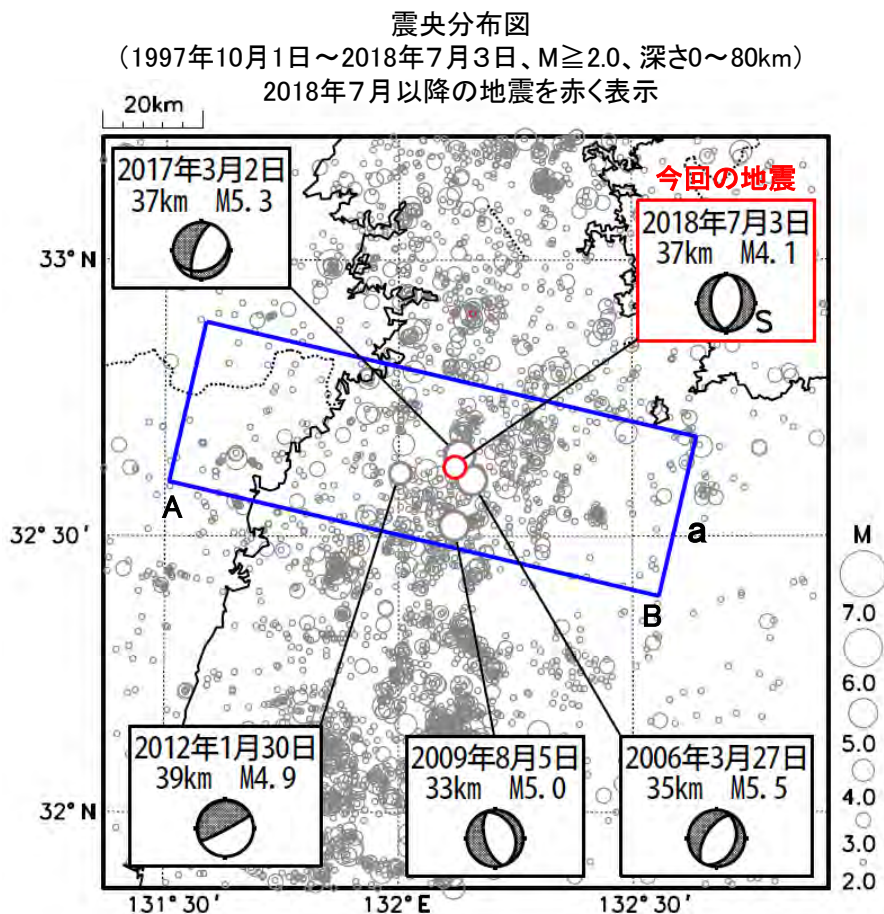 震央分布図
（1997年10月1日～2018年７月３日、M≧2.0、深さ0～80km）
2018年７月以降の地震を赤く表示
20km
今回の地震
2017年3月2日
37km M5.3
2018年7月3日
37km M4.1
S
33°N
A
32°30′
a
B
M
7.0
6.0
5.0
4.0
3.0
2.0
2012年1月30日
39km M4.9
2009年8月5日
33km M5.0
2006年3月27日
35km M5.5
32°N
131°30′
132°E
132°30′